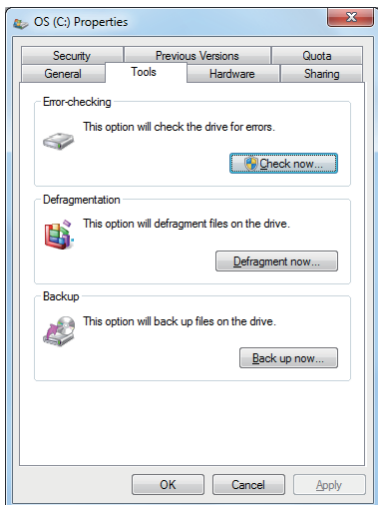 OS (C:) Properties
Security Previous Versions Quota
General Tools Hardware Sharing
Error-checking
This option will check the drive for errors.
Check now...
Defragmentation
This option will defragment files on the drive.
Defragment now...
Backup
This option will back up files on the drive.
Back up now...
OK Cancel Apply